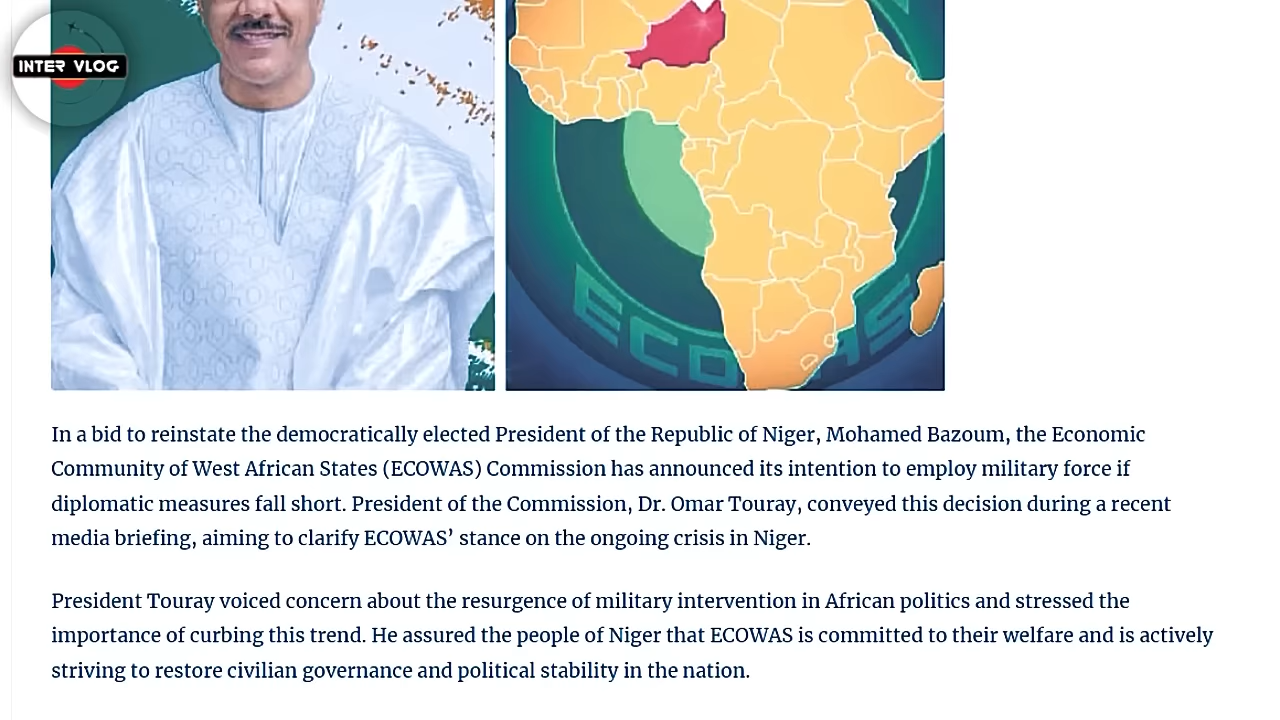 INTER VLOG
ECOWAS
In a bid to reinstate the democratically elected President of the Republic of Niger, Mohamed Bazoum, the Economic
Community of West African States (ECOWAS) Commission has announced its intention to employ military force if
diplomatic measures fall short. President of the Commission, Dr. Omar Touray, conveyed this decision during a recent
media briefing, aiming to clarify ECOWAS’ stance on the ongoing crisis in Niger.
President Touray voiced concern about the resurgence of military intervention in African politics and stressed the
importance of curbing this trend. He assured the people of Niger that ECOWAS is committed to their welfare and is actively
striving to restore civilian governance and political stability in the nation.